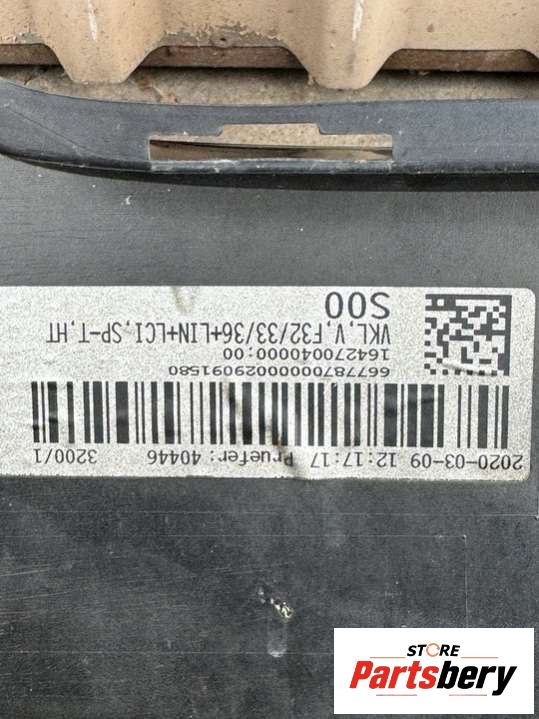 2020-03-09 12:17:17 Pruefer: 40446 3200/1
6677870000029091580
164270040000:00
VKL,V,F32/33/36+LIN+LCI,SP-T,HT
S00
STORE
Partsbery